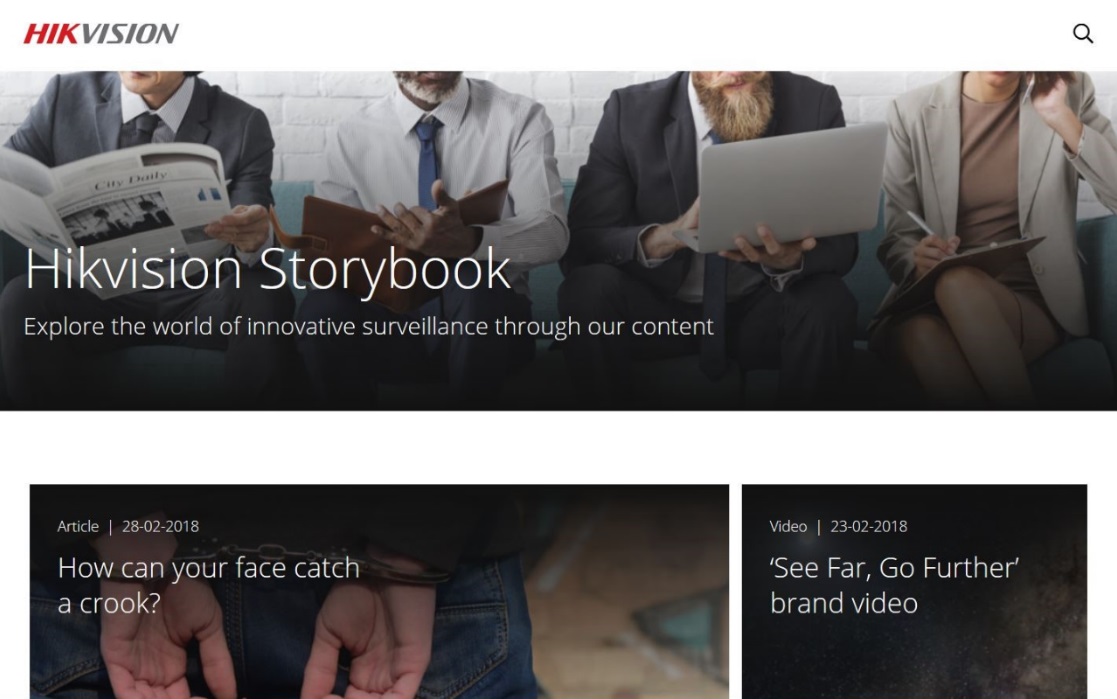 HIKVISION
City Daily
Hikvision Storybook
Explore the world of innovative surveillance through our content
Article | 28-02-2018
How can your face catch
a crook?
Video | 23-02-2018
‘See Far, Go Further’
brand video